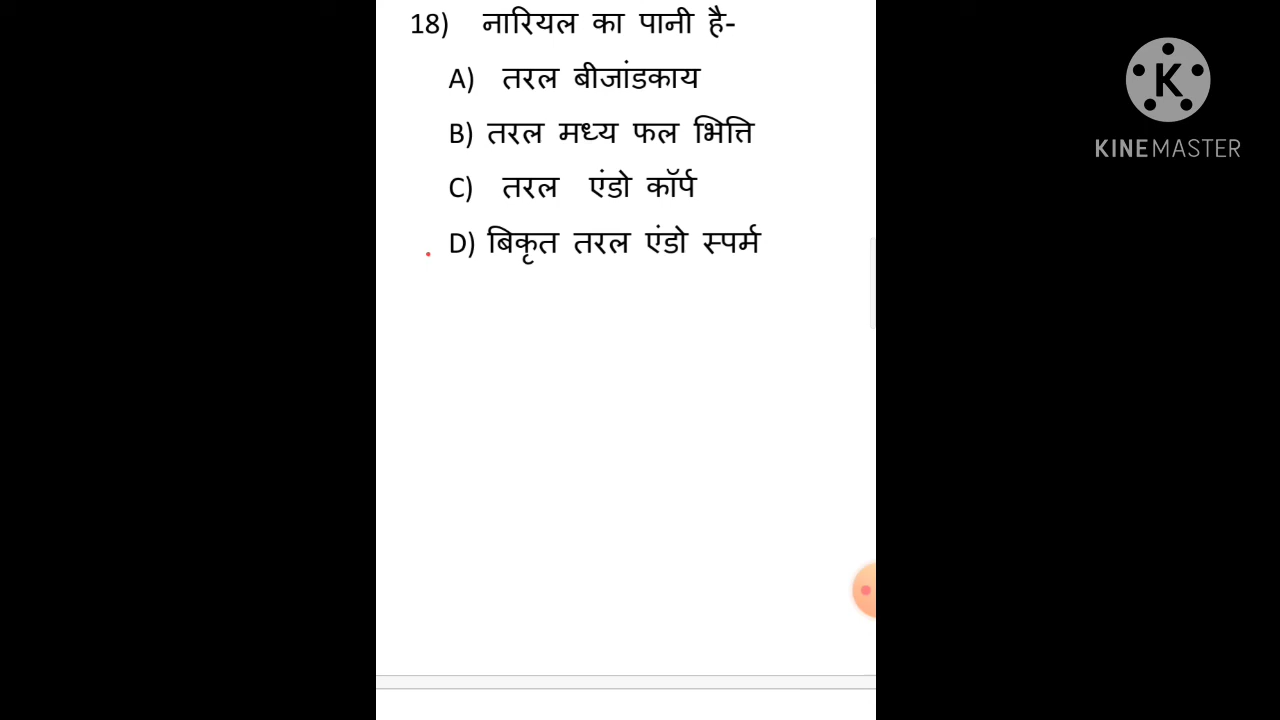 18) नारियल का पानी है-
A) तरल बीजांडकाय
B) तरल मध्य फल भित्ति
C) तरल एंडो कॉर्प
D) बिकृत तरल एंडो स्पर्म
K
KINEMASTER